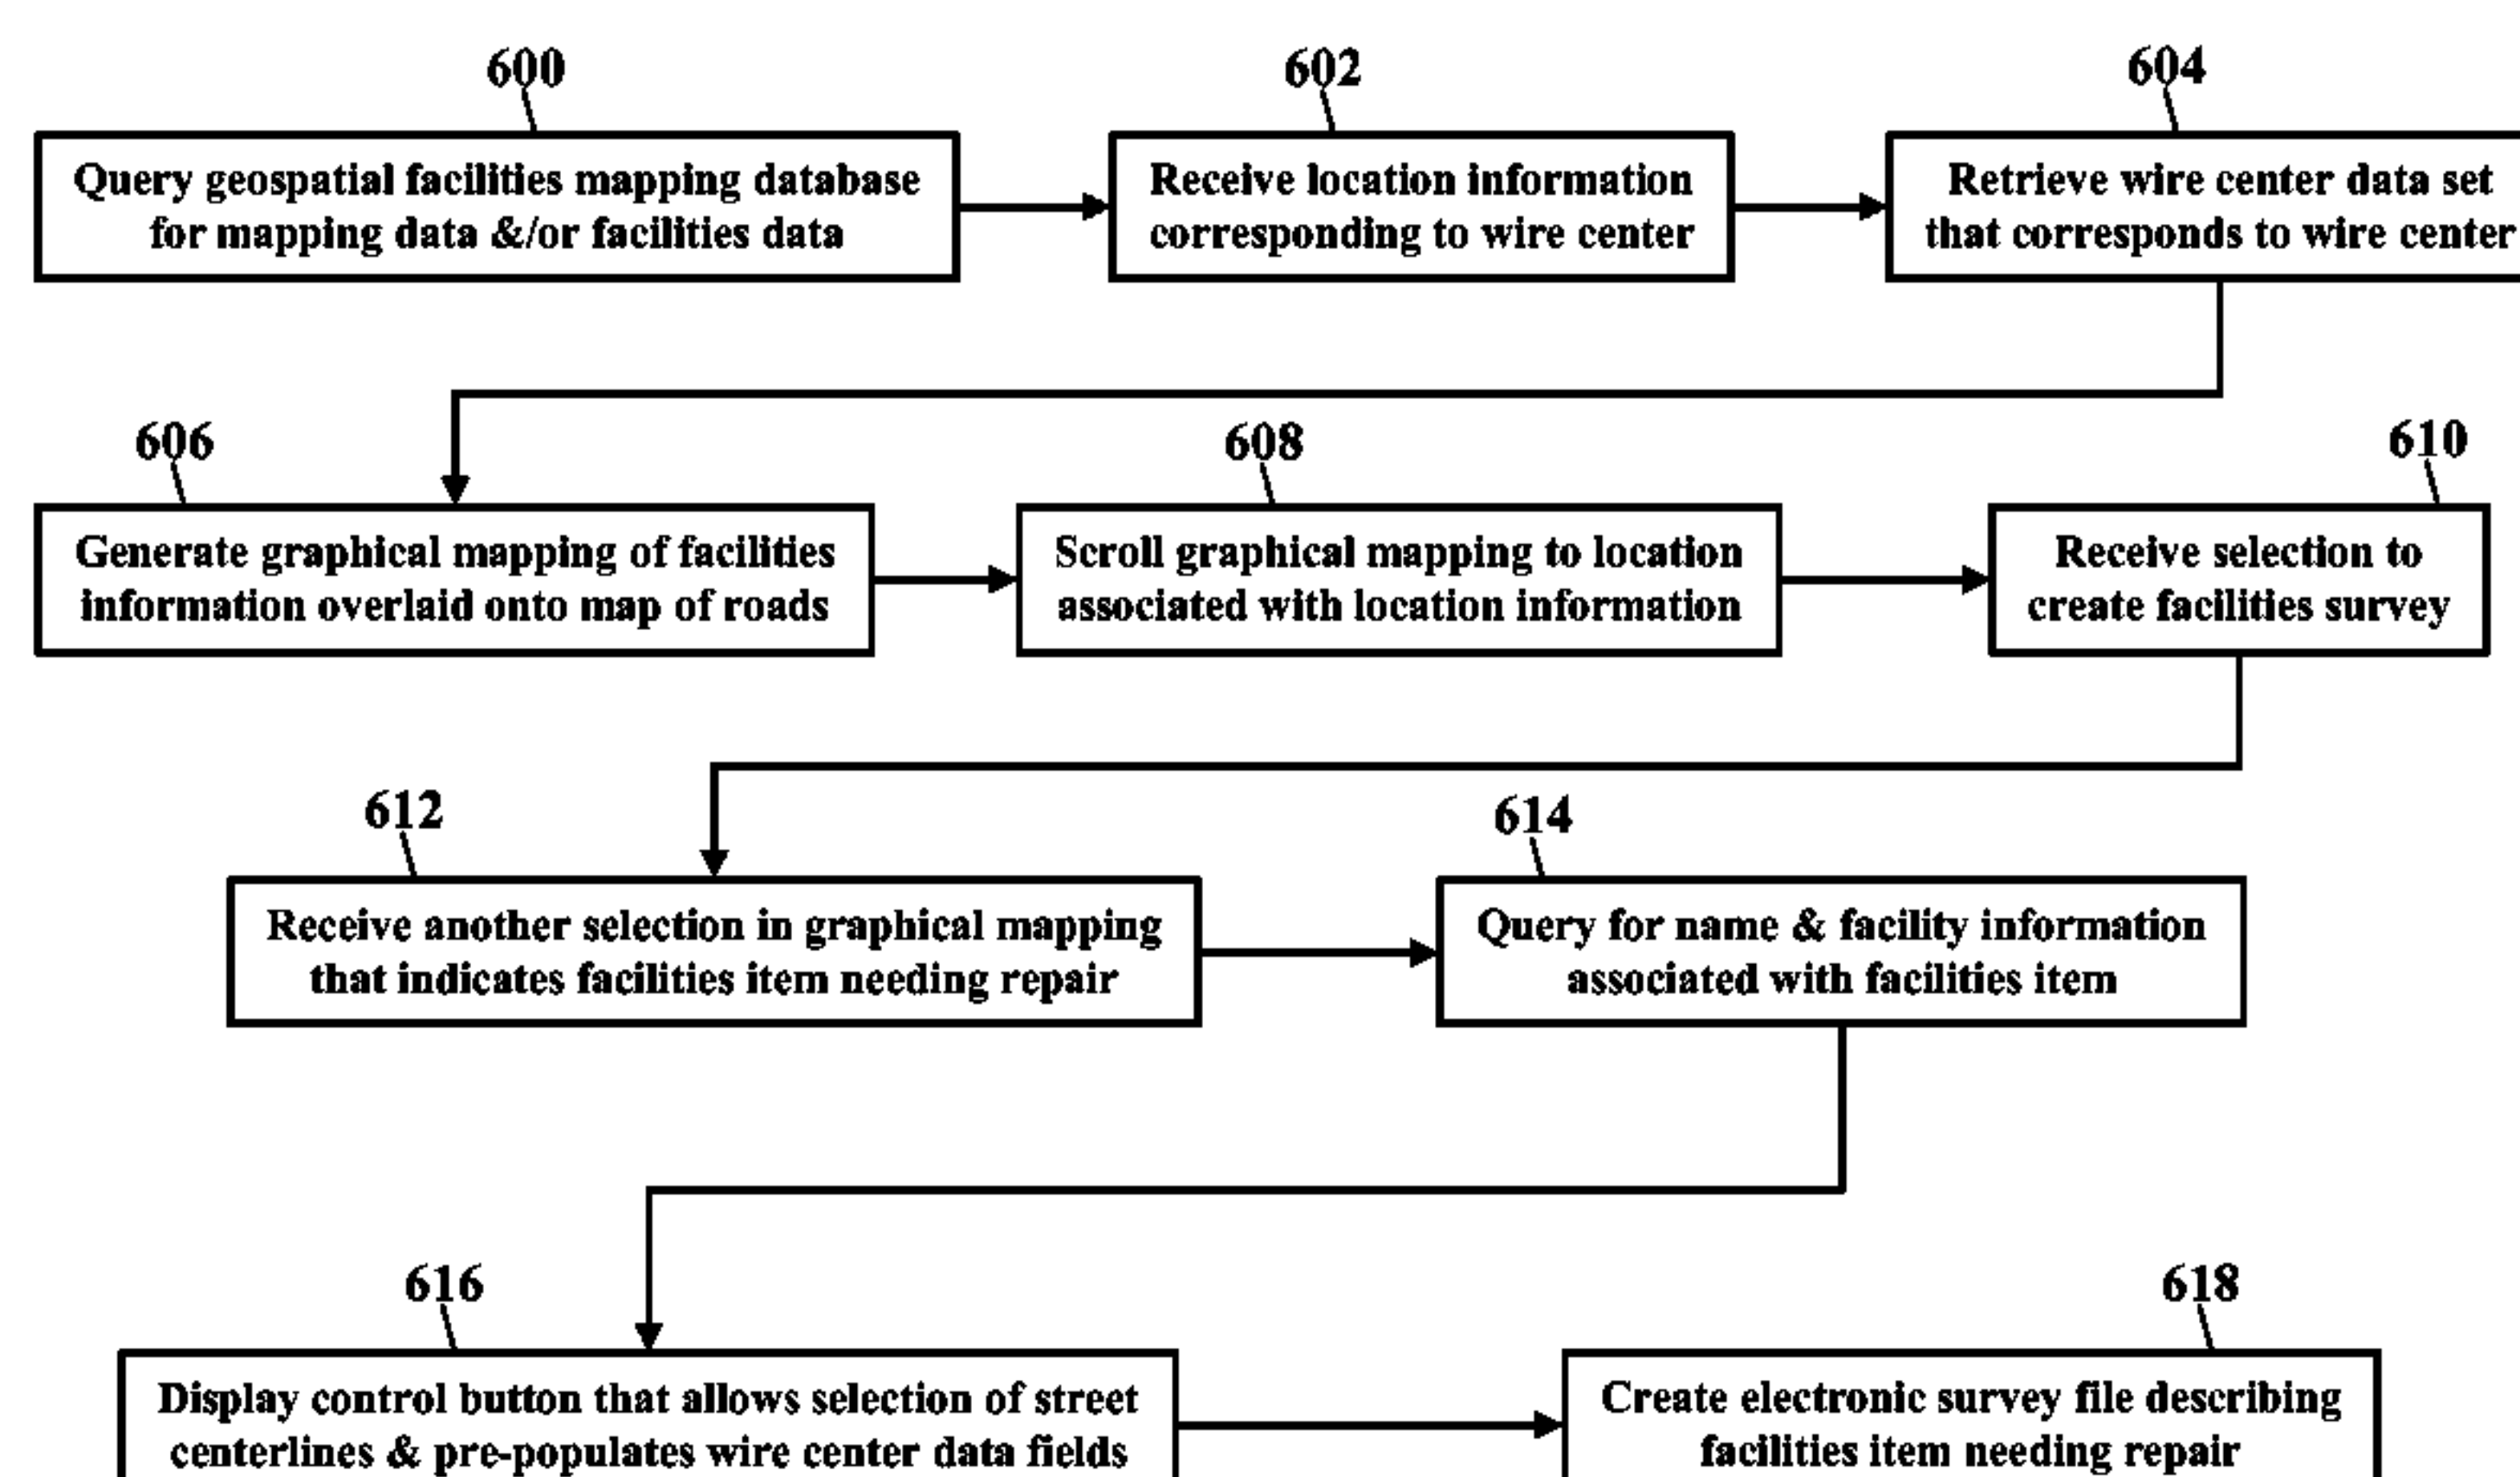 600
Query geospatial facilities mapping database
for mapping data &/or facilities data
602
Receive location information
corresponding to wire center
604
Retrieve wire center data set
that corresponds to wire center
606
Generate graphical mapping of facilities
information overlaid onto map of roads
608
Scroll graphical mapping to location
associated with location information
610
Receive selection to
create facilities survey
612
Receive another selection in graphical mapping
that indicates facilities item needing repair
614
Query for name & facility information
associated with facilities item
616
Display control button that allows selection of street
centerlines & pre-populates wire center data fields
618
Create electronic survey file describing
facilities item needing repair